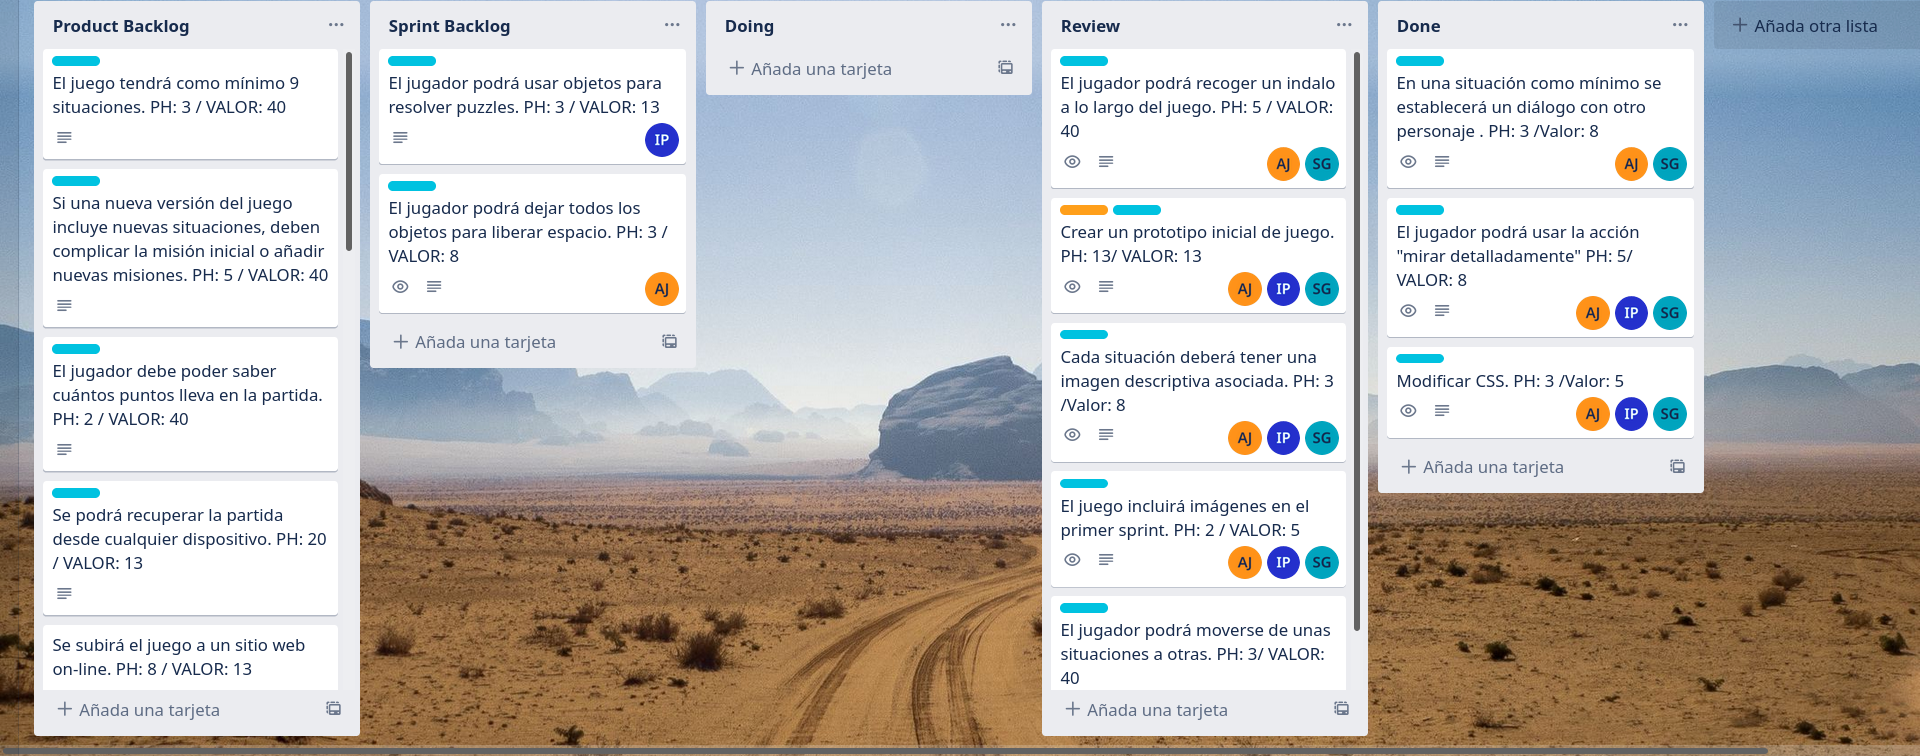 Product Backlog
El juego tendrá como mínimo 9
situaciones. PH: 3 / VALOR: 40
Si una nueva versión del juego
incluye nuevas situaciones, deben
complicar la misión inicial o añadir
nuevas misiones. PH: 5 / VALOR: 40
El jugador debe poder saber
cuántos puntos lleva en la partida.
PH: 2 / VALOR: 40
Se podrá recuperar la partida
desde cualquier dispositivo. PH: 20
/ VALOR: 13
Se subirá el juego a un sitio web
on-line. PH: 8 / VALOR: 13
Añada una tarjeta
Sprint Backlog
El jugador podrá usar objetos para
resolver puzzles. PH: 3 / VALOR: 13
IP
El jugador podrá dejar todos los
objetos para liberar espacio. PH: 3 /
VALOR: 8
AJ
Añada una tarjeta
Doing
Añada una tarjeta
Review
El jugador podrá recoger un indalo
a lo largo del juego. PH: 5 / VALOR:
40
AJ SG
Crear un prototipo inicial de juego.
PH: 13/ VALOR: 13
AJ IP SG
Cada situación deberá tener una
imagen descriptiva asociada. PH: 3
/Valor: 8
AJ IP SG
El juego incluirá imágenes en el
primer sprint. PH: 2 / VALOR: 5
AJ IP SG
El jugador podrá moverse de unas
situaciones a otras. PH: 3/ VALOR:
40
Añada una tarjeta
Done
En una situación como mínimo se
establecerá un diálogo con otro
personaje . PH: 3 /Valor: 8
AJ SG
El jugador podrá usar la acción
"mirar detalladamente" PH: 5/
VALOR: 8
AJ IP SG
Modificar CSS. PH: 3 /Valor: 5
AJ IP SG
Añada una tarjeta
Añada otra lista